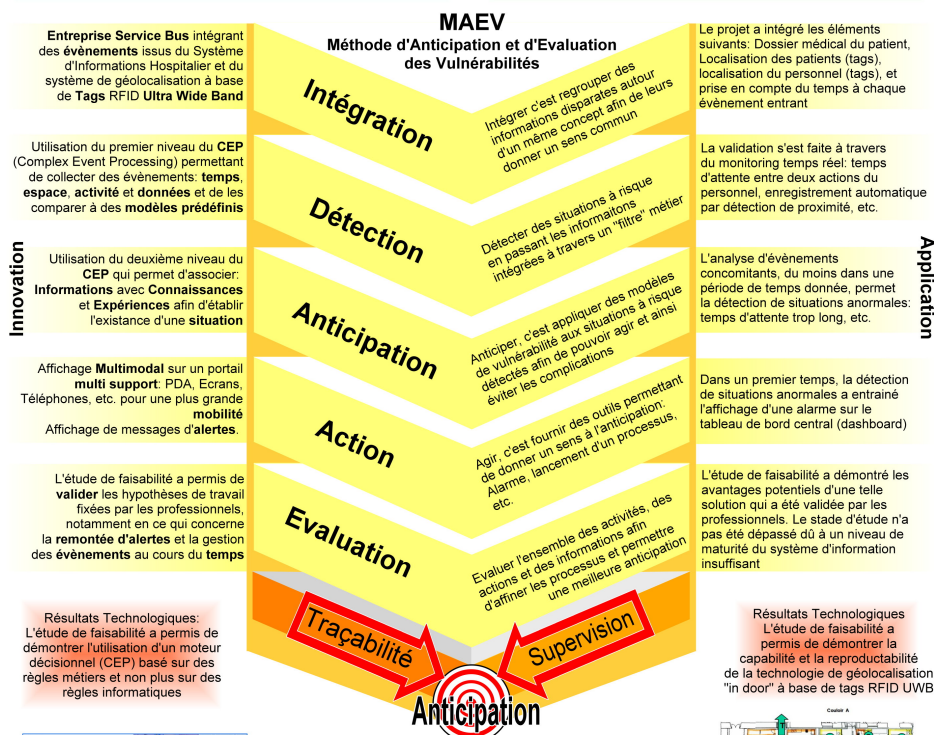 MAEV
Méthode d'Anticipation et d'Evaluation
des Vulnérabilités
Innovation
Application
Entreprise Service Bus intégrant
des évènements issus du Système
d'Informations Hospitalier et du
système de géolocalisation à base
de Tags RFID Ultra Wide Band
Intégration
Intégrer c'est regrouper des
informations disparates autour
d'un même concept afin de leurs
donner un sens commun
Le projet a intégré les éléments
suivants: Dossier médical du patient,
Localisation des patients (tags),
localisation du personnel (tags), et
prise en compte du temps à chaque
évènement entrant
Utilisation du premier niveau du CEP
(Complex Event Processing) permettant
de collecter des évènements: temps,
espace, activité et données et de les
comparer à des modèles prédéfinis
Détection
Détecter des situations à risque
en passant les informaitons
intégrées à travers un "filtre" métier
La validation s'est faite à travers
du monitoring temps réel: temps
d'attente entre deux actions du
personnel, enregistrement automatique
par détection de proximité, etc.
Utilisation du deuxième niveau du
CEP qui permet d'associer:
Informations avec Connaissances
et Expériences afin d'établir
l'existance d'une situation
Anticipation
Anticiper, c'est appliquer des modèles
de vulnérabilité aux situations à risque
détectés afin de pouvoir agir et ainsi
éviter les complications
L'analyse d'évènements
concomitants, du moins dans une
période de temps donnée, permet
la détection de situations anormales:
temps d'attente trop long, etc.
Affichage Multimodal sur un portail
multi support: PDA, Ecrans,
Téléphones, etc. pour une plus grande
mobilité
Affichage de messages d'alertes.
Action
Agir, c'est fournir des outils permettant
de donner un sens à l'anticipation:
Alarme, lancement d'un processus,
etc.
Dans un premier temps, la détection
de situations anormales a entrainé
l'affichage d'une alarme sur le
tableau de bord central (dashboard)
L'étude de faisabilité a permis de
valider les hypothèses de travail
fixées par les professionnels,
notamment en ce qui concerne
la remontée d'alertes et la gestion
des évènements au cours du temps
Evaluation
Evaluer l'ensemble des activités, des
actions et des informations afin
d'affiner les processus et permettre
une meilleure anticipation
L'étude de faisabilité a démontré les
avantages potentiels d'une telle
solution qui a été validée par les
professionnels. Le stade d'étude n'a
pas été dépassé dû à un niveau de
maturité du système d'information
insuffisant
Résultats Technologiques:
L'étude de faisabilité a permis de
démontrer l'utilisation d'un moteur
décisionnel (CEP) basé sur des
règles métiers et non plus sur des
règles informatiques
Traçabilité
Supervision
Anticipation
Résultats Technologiques
L'étude de faisabilité a
permis de démontrer la
capabilité et la reproductabilité
de la technologie de géolocalisation
"in door" à base de tags RFID UWB
Couloir A